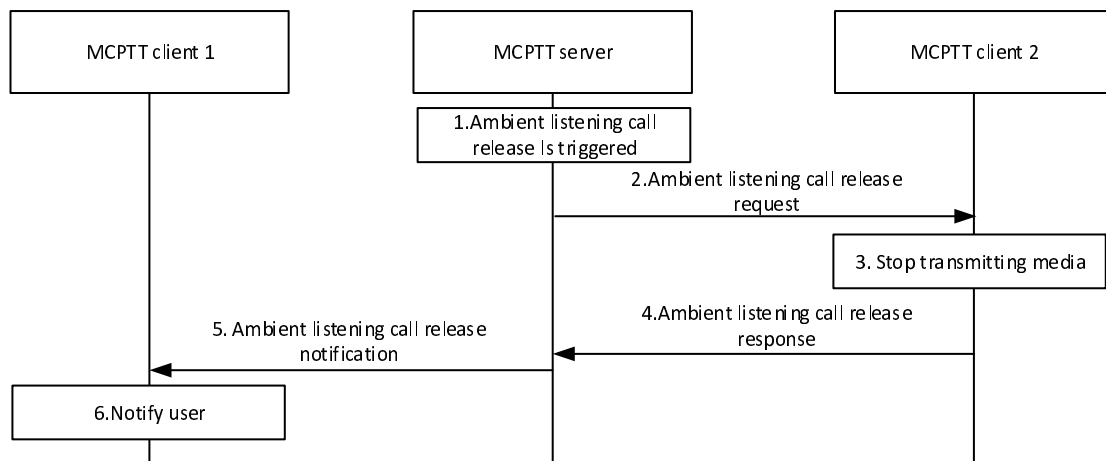 MCPTT client 1
MCPTT server
MCPTT client 2
1.Ambient listening call
release Is triggered
2.Ambient listening call release
request
3. Stop transmitting media
4.Ambient listening call release
response
5. Ambient listening call release
notification
6.Notify user